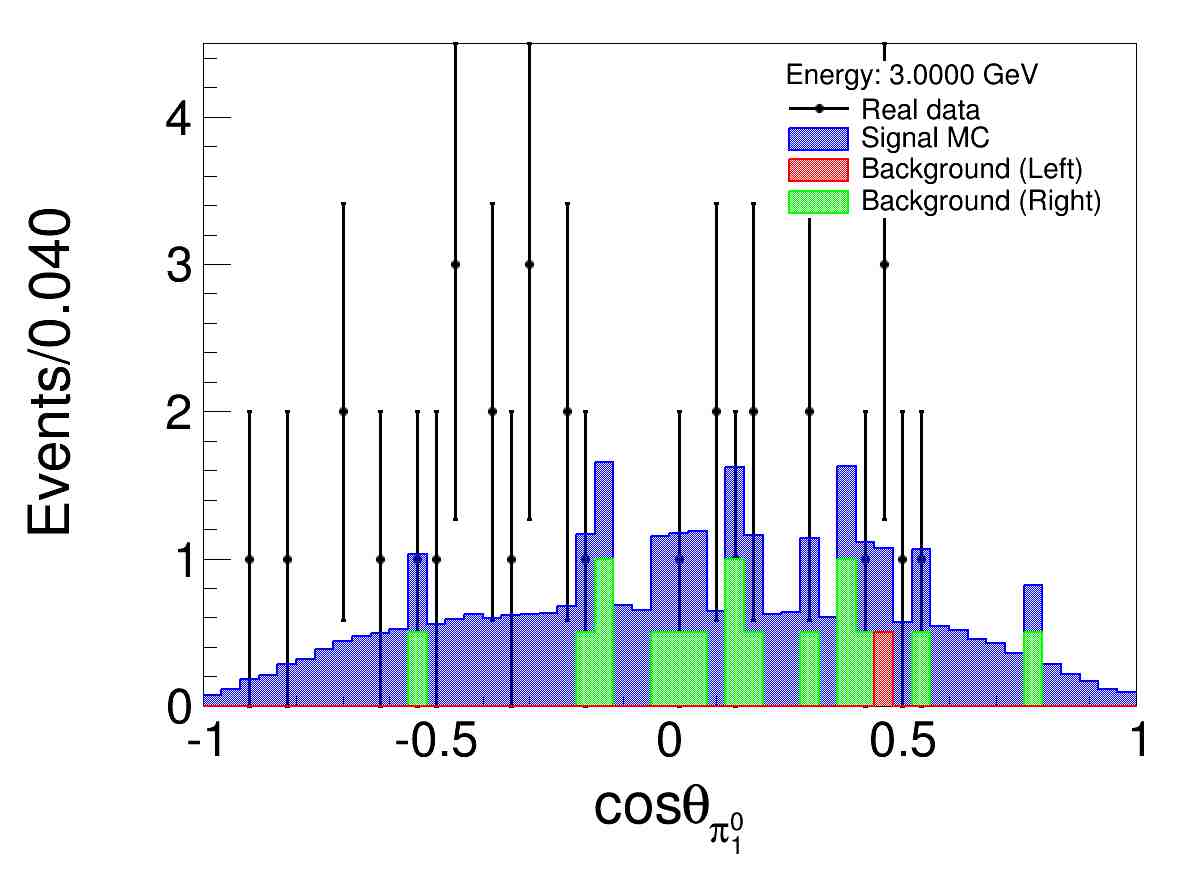 Energy: 3.0000 GeV
Real data
Signal MC
Background (Left)
Background (Right)
Events/0.040
4
3
2
1
0
-1 -0.5 0 0.5 1
cosθπ⁰₁